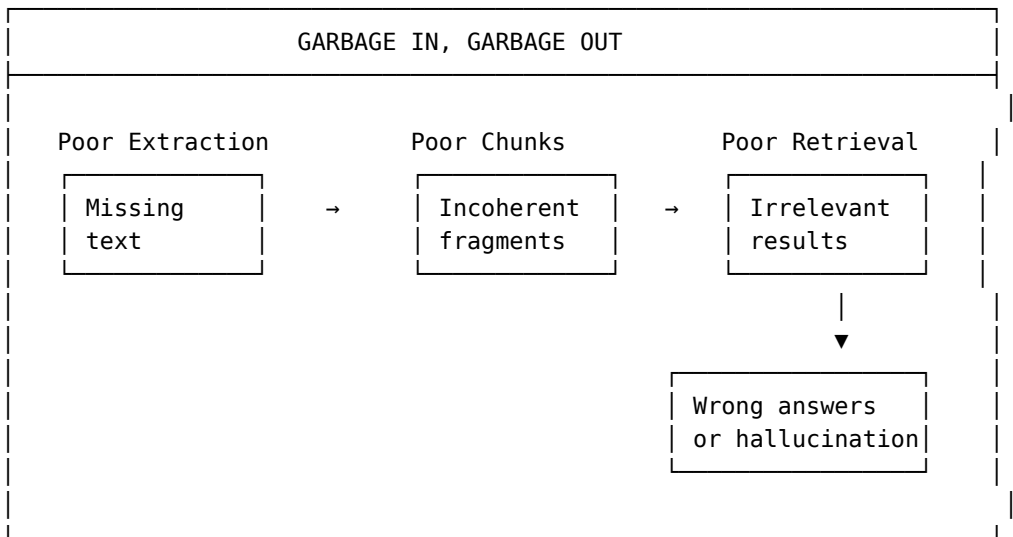 GARBAGE IN, GARBAGE OUT
Poor Extraction Poor Chunks Poor Retrieval
Missing → Incoherent → Irrelevant
text fragments results
▼
Wrong answers
or hallucination